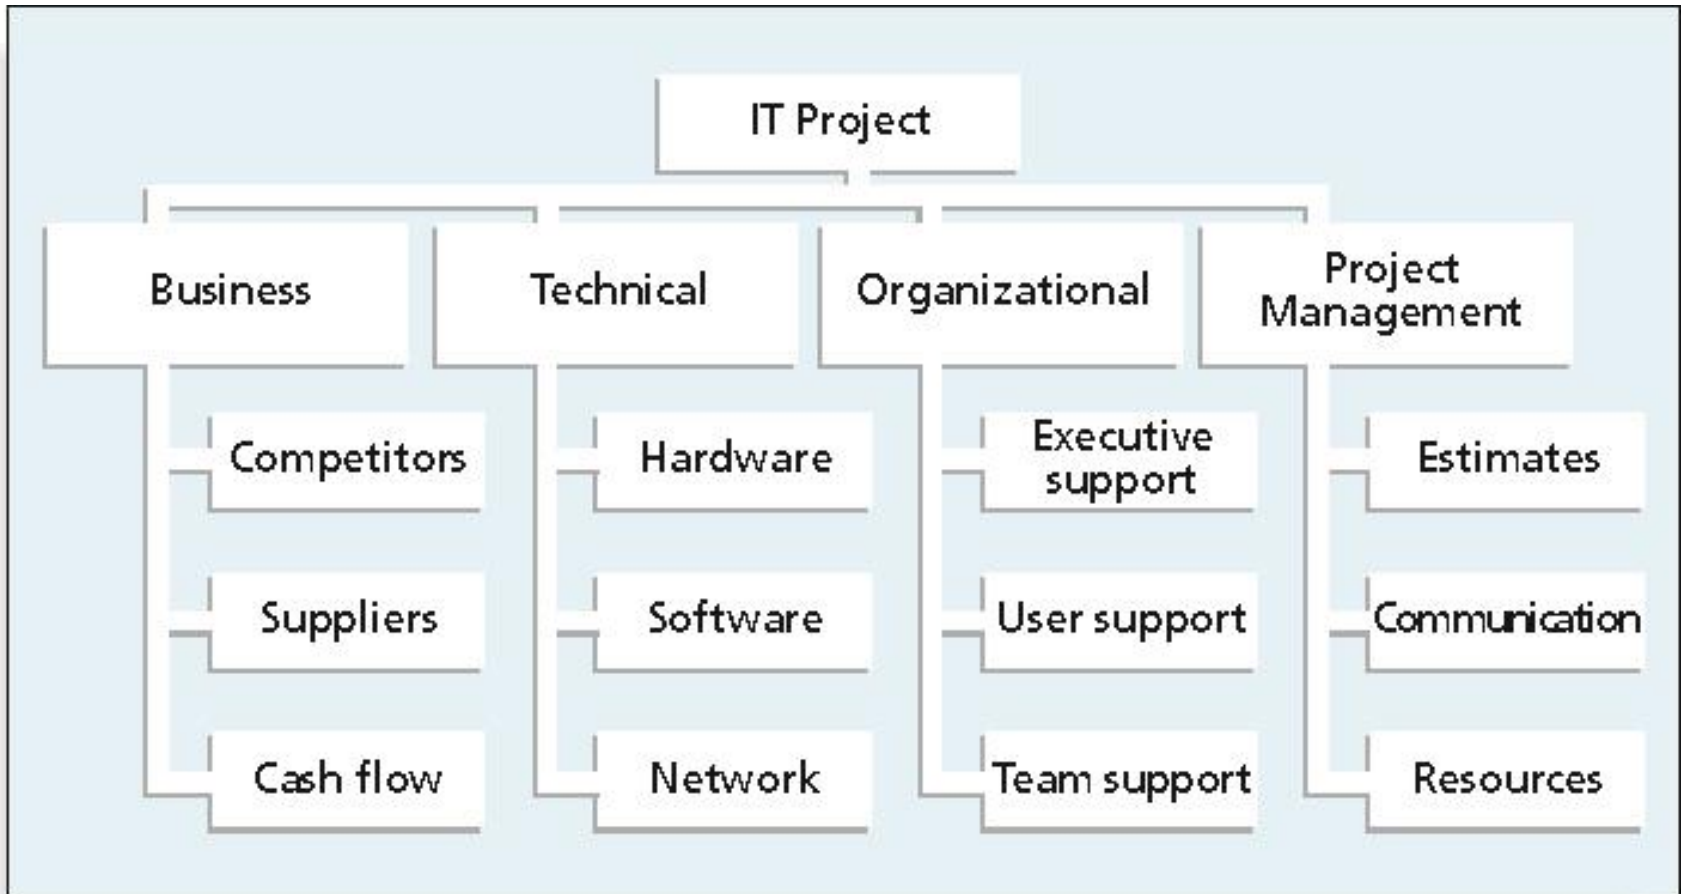 IT Project
Business
Technical
Organizational
Project
Management
Competitors
Hardware
Executive
support
Estimates
Suppliers
Software
User support
Communication
Cash flow
Network
Team support
Resources